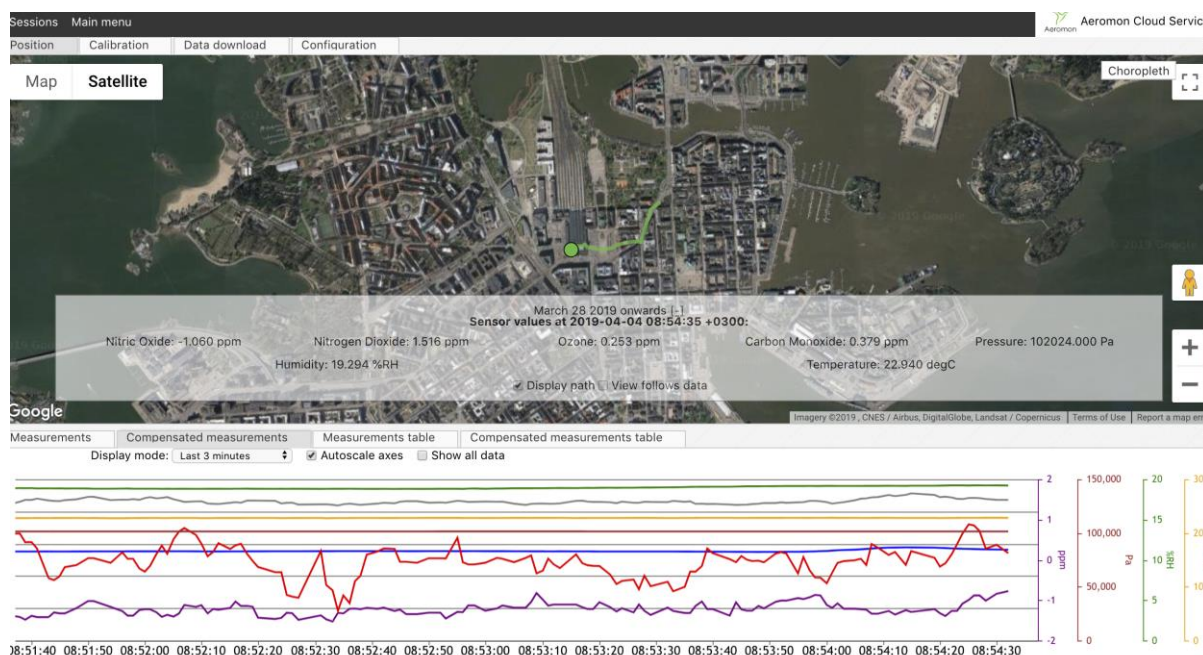 Sessions Main menu
Aeromon
Aeromon Cloud Servic
Position Calibration Data download Configuration
Map Satellite
Choropleth
March 28 2019 onwards [-]
Sensor values at 2019-04-04 08:54:35 +0300:
Nitric Oxide: -1.060 ppm Nitrogen Dioxide: 1.516 ppm Ozone: 0.253 ppm Carbon Monoxide: 0.379 ppm Pressure: 102024.000 Pa
Humidity: 19.294 %RH Temperature: 22.940 degC
Display path View follows data
Google
Imagery ©2019 , CNES / Airbus, DigitalGlobe, Landsat / Copernicus Terms of Use Report a map err
Measurements Compensated measurements Measurements table Compensated measurements table
Display mode: Last 3 minutes Autoscale axes Show all data
2 150,000 20 30
1 100,000 15 20
0 10
-1 50,000 5 10
-2 0 0 0
ppm Pa %RH
08:51:40 08:51:50 08:52:00 08:52:10 08:52:20 08:52:30 08:52:40 08:52:50 08:53:00 08:53:10 08:53:20 08:53:30 08:53:40 08:53:50 08:54:00 08:54:10 08:54:20 08:54:30